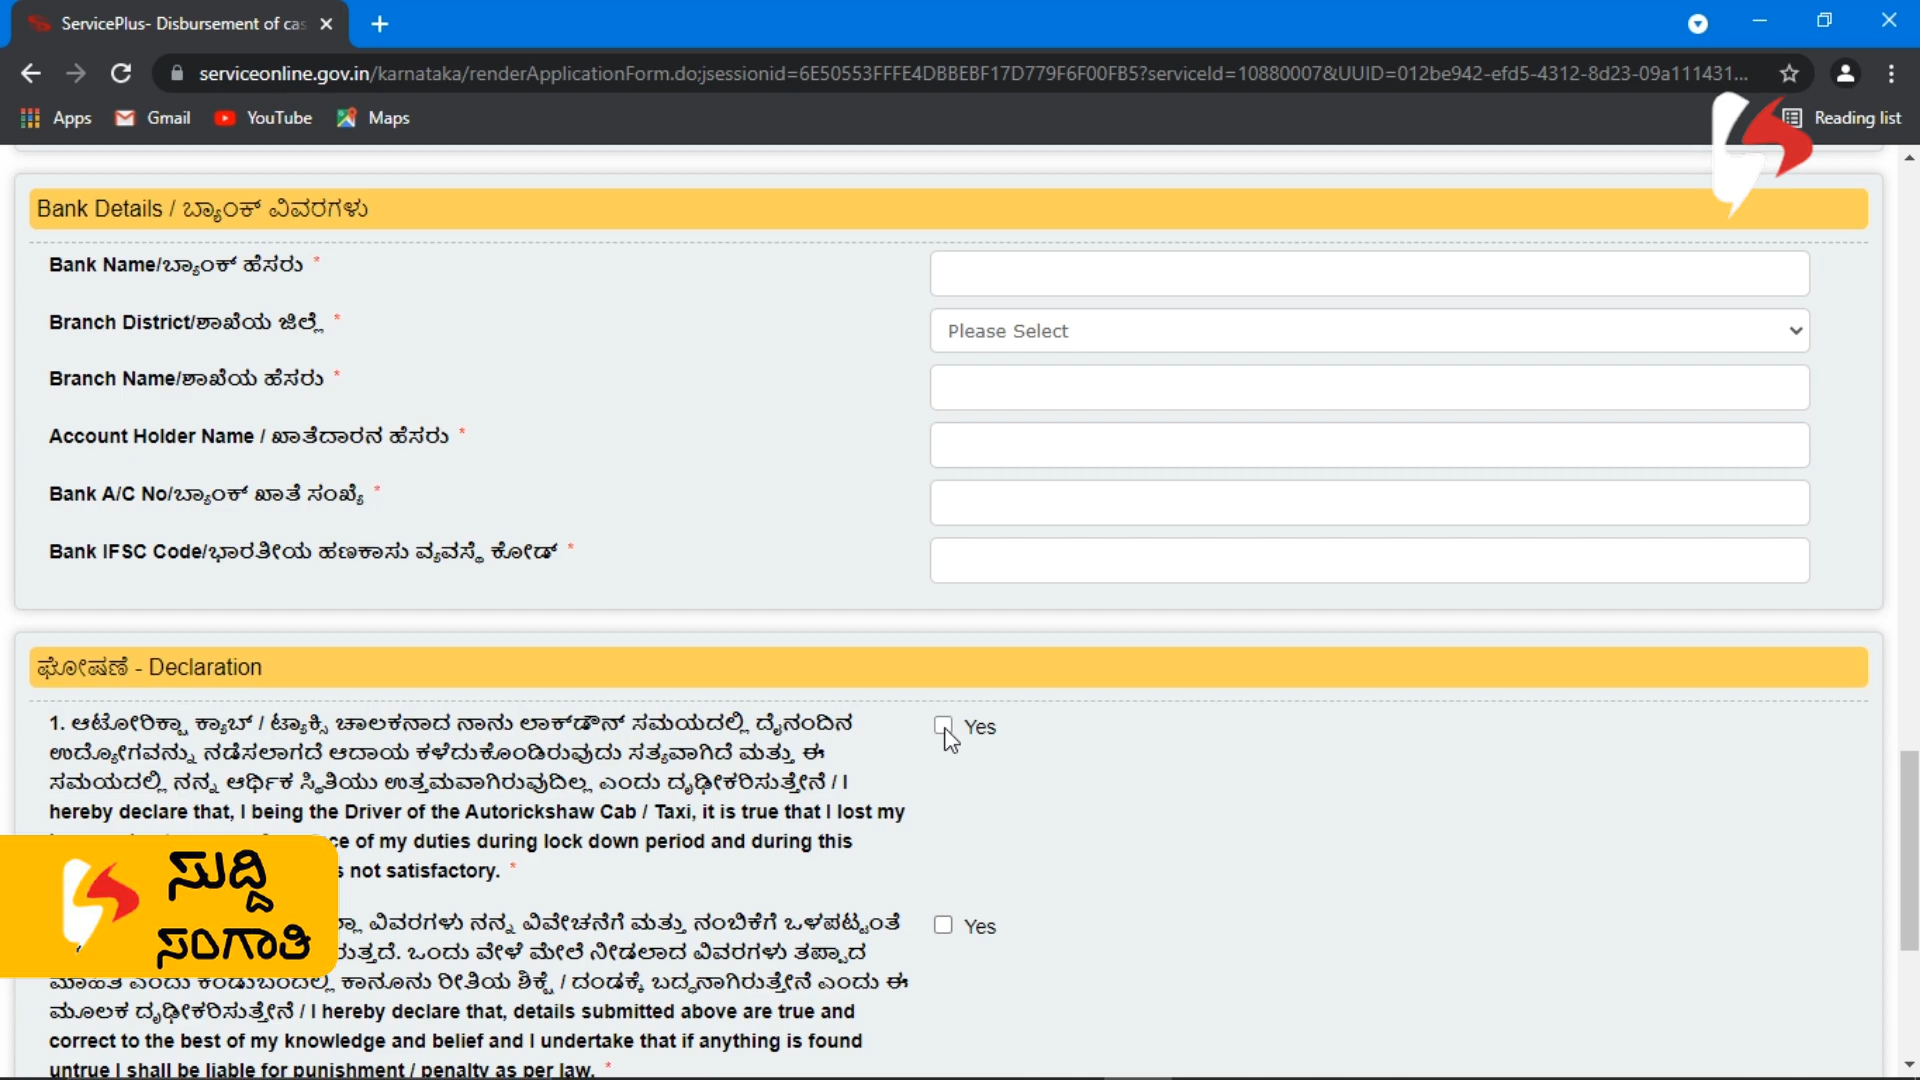 ServicePlus- Disbursement of cas
serviceonline.gov.in/karnataka/renderApplicationForm.do;jsessionid=6E50553FFFE4DBBEBF17D779F6F00FB5?serviceId=10880007&UUID=012be942-efd5-4312-8d23-09a111431...
Apps Gmail YouTube Maps Reading list
Bank Details / ಬ್ಯಾಂಕ್ ವಿವರಗಳು
Bank Name/ಬ್ಯಾಂಕ್ ಹೆಸರು *
Branch District/ಶಾಖೆಯ ಜಿಲ್ಲೆ * Please Select
Branch Name/ಶಾಖೆಯ ಹೆಸರು *
Account Holder Name / ಖಾತೆದಾರನ ಹೆಸರು *
Bank A/C No/ಬ್ಯಾಂಕ್ ಖಾತೆ ಸಂಖ್ಯೆ *
Bank IFSC Code/ಭಾರತೀಯ ಹಣಕಾಸು ವ್ಯವಸ್ಥೆ ಕೋಡ್ *
ಘೋಷಣೆ - Declaration
1. ಆಟೋರಿಕ್ಷಾ ಕ್ಯಾಬ್ / ಟ್ಯಾಕ್ಸಿ ಚಾಲಕನಾದ ನಾನು ಲಾಕ್‌ಡೌನ್ ಸಮಯದಲ್ಲಿ ದೈನಂದಿನ Yes
ಉದ್ಯೋಗವನ್ನು ನಡೆಸಲಾಗದೆ ಆದಾಯ ಕಳೆದುಕೊಂಡಿರುವುದು ಸತ್ಯವಾಗಿದೆ ಮತ್ತು ಈ
ಸಮಯದಲ್ಲಿ ನನ್ನ ಆರ್ಥಿಕ ಸ್ಥಿತಿಯು ಉತ್ತಮವಾಗಿರುವುದಿಲ್ಲ ಎಂದು ದೃಢೀಕರಿಸುತ್ತೇನೆ / I
hereby declare that, I being the Driver of the Autorickshaw Cab / Taxi, it is true that I lost my
ce of my duties during lock down period and during this
s not satisfactory. *
ವಿವರಗಳು ನನ್ನ ವಿವೇಚನೆಗೆ ಮತ್ತು ನಂಬಿಕೆಗೆ ಒಳಪಟ್ಟಂತೆ Yes
ರುತ್ತದೆ. ಒಂದು ವೇಳೆ ಮೇಲೆ ನೀಡಲಾದ ವಿವರಗಳು ತಪ್ಪಾದ
ಮಾಹಿತಿ ಎಂದು ಕಂಡುಬಂದಲ್ಲಿ ಕಾನೂನು ರೀತಿಯ ಶಿಕ್ಷೆ / ದಂಡಕ್ಕೆ ಬದ್ಧನಾಗಿರುತ್ತೇನೆ ಎಂದು ಈ
ಮೂಲಕ ದೃಢೀಕರಿಸುತ್ತೇನೆ / I hereby declare that, details submitted above are true and
correct to the best of my knowledge and belief and I undertake that if anything is found
untrue I shall be liable for punishment / penalty as per law. *
ಸುದ್ದಿ
ಸಂಗಾತಿ